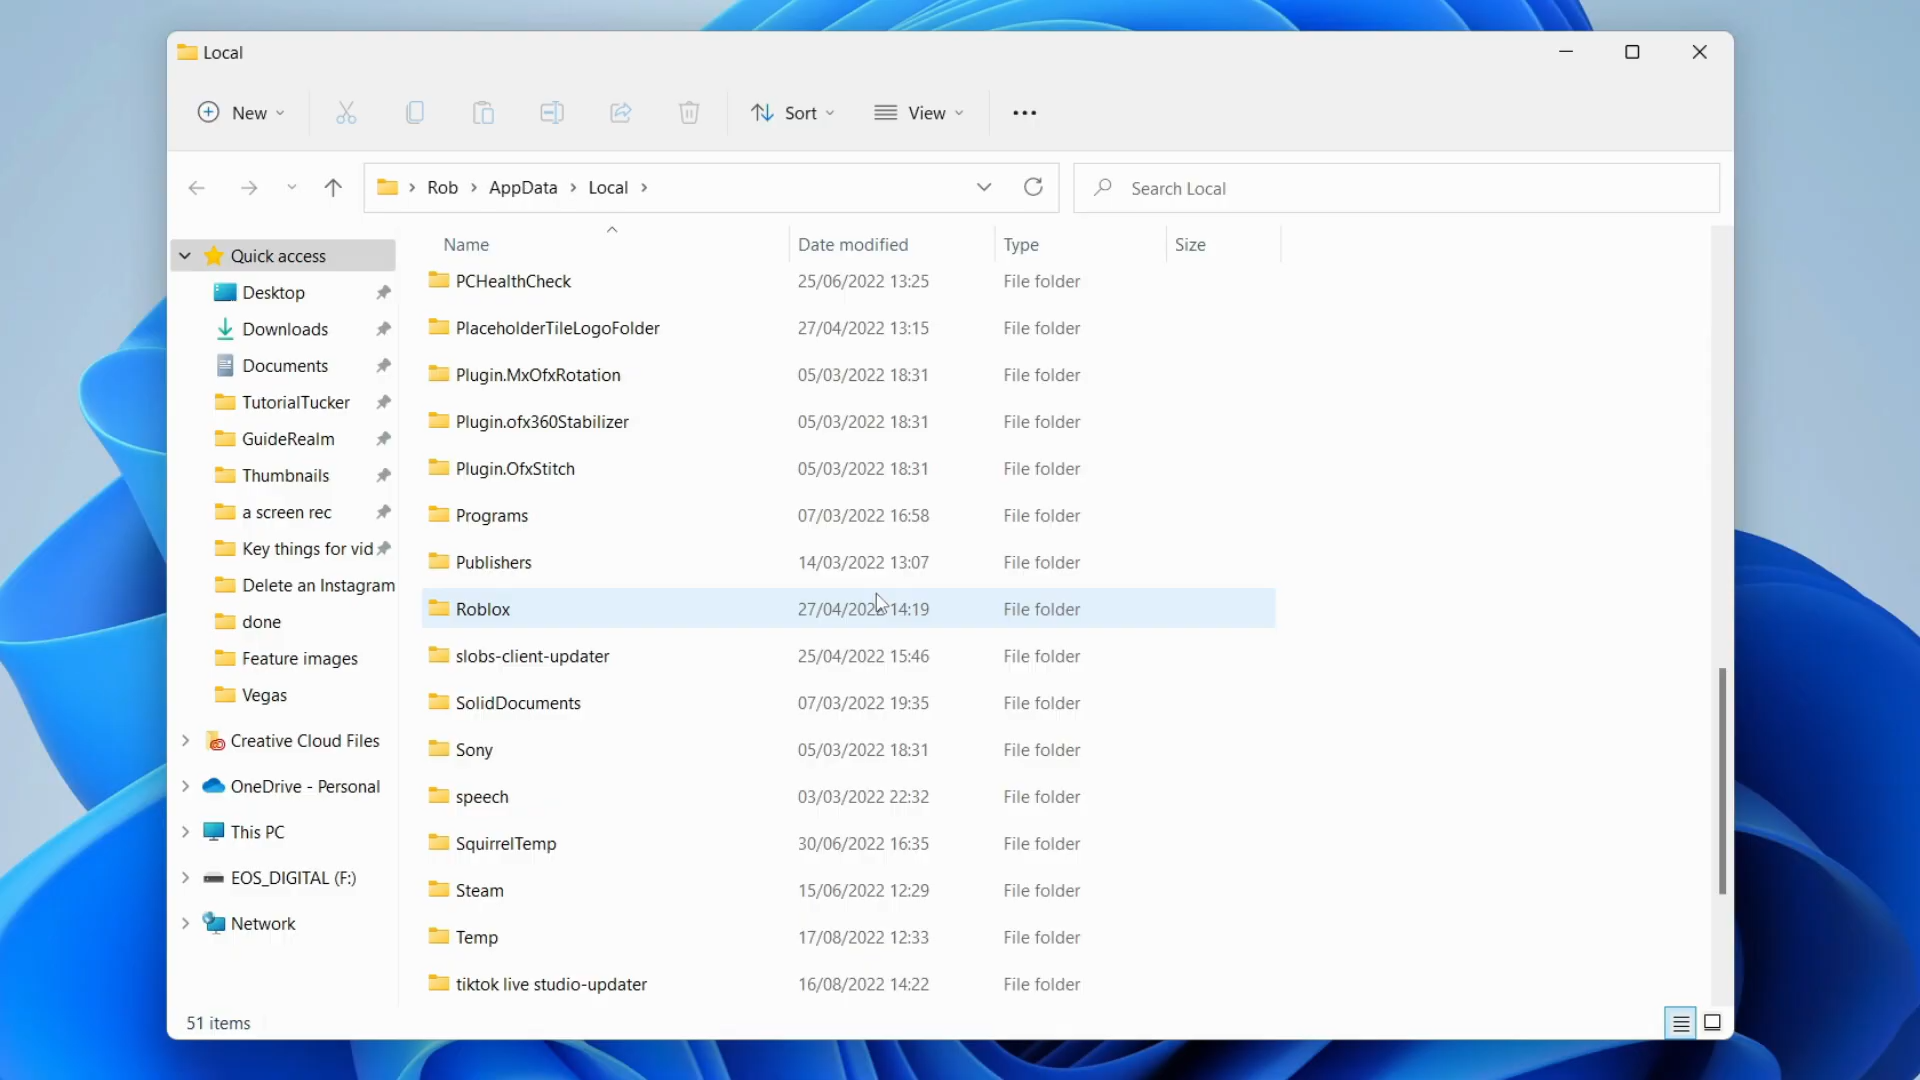 Local
New
Sort
View
Rob
AppData
Local
Search Local
Name
Date modified
Type
Size
Quick access
Desktop
Downloads
Documents
TutorialTucker
GuideRealm
Thumbnails
a screen rec
Key things for vid
Delete an Instagram
done
Feature images
Vegas
Creative Cloud Files
OneDrive - Personal
This PC
EOS_DIGITAL (F:)
Network
PCHealthCheck 25/06/2022 13:25 File folder
PlaceholderTileLogoFolder 27/04/2022 13:15 File folder
Plugin.MxOfxRotation 05/03/2022 18:31 File folder
Plugin.ofx360Stabilizer 05/03/2022 18:31 File folder
Plugin.OfxStitch 05/03/2022 18:31 File folder
Programs 07/03/2022 16:58 File folder
Publishers 14/03/2022 13:07 File folder
Roblox 27/04/2022 14:19 File folder
slobs-client-updater 25/04/2022 15:46 File folder
SolidDocuments 07/03/2022 19:35 File folder
Sony 05/03/2022 18:31 File folder
speech 03/03/2022 22:32 File folder
SquirrelTemp 30/06/2022 16:35 File folder
Steam 15/06/2022 12:29 File folder
Temp 17/08/2022 12:33 File folder
tiktok live studio-updater 16/08/2022 14:22 File folder
51 items